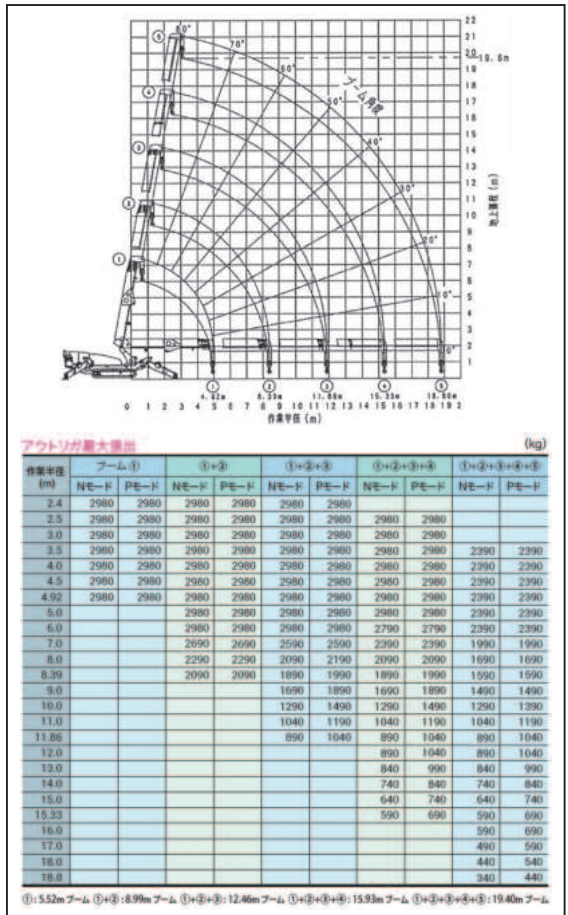 22
21
20
19
18
17
16
15
14
13
12
11
10
9
8
7
6
5
4
3
2
1
地上揚程(m)
⑤
④
③
②
①
80°
70°
60°
50°
ブーム角度
40°
30°
20°
10°
0°
① ② ③ ④ ⑤
4.92m 8.39m 11.86m 15.33m 18.80m
0 1 2 3 4 5 6 7 8 9 10 11 12 13 14 15 16 17 18 19 2
作業半径(m)
アウトリガ最大張出 (kg)
作業半径(m) ブーム① ①+② ①+②+③ ①+②+③+④ ①+②+③+④+⑤
Nモード Pモード Nモード Pモード Nモード Pモード Nモード Pモード Nモード Pモード
2.4 2980 2980 2980 2980 2980 2980
2.5 2980 2980 2980 2980 2980 2980 2980 2980
3.0 2980 2980 2980 2980 2980 2980 2980 2980
3.5 2980 2980 2980 2980 2980 2980 2980 2980 2390 2390
4.0 2980 2980 2980 2980 2980 2980 2980 2980 2390 2390
4.5 2980 2980 2980 2980 2980 2980 2980 2980 2390 2390
4.92 2980 2980 2980 2980 2980 2980 2980 2980 2390 2390
5.0 2980 2980 2980 2980 2980 2980 2390 2390
6.0 2980 2980 2980 2980 2790 2790 2390 2390
7.0 2690 2690 2590 2590 2390 2390 1990 1990
8.0 2290 2290 2090 2190 2090 2090 1690 1690
8.39 2090 2090 1890 1990 1890 1990 1590 1590
9.0 1690 1890 1690 1890 1490 1490
10.0 1290 1490 1290 1490 1290 1390
11.0 1040 1190 1040 1190 1040 1190
11.86 890 1040 890 1040 890 1040
12.0 890 1040 890 1040
13.0 840 990 840 990
14.0 740 840 740 840
15.0 640 740 640 740
15.33 590 690 590 690
16.0 590 690
17.0 490 590
18.0 440 540
18.8 340 440
①:5.52mブーム ①+②:8.99mブーム ①+②+③:12.46mブーム ①+②+③+④:15.93mブーム ①+②+③+④+⑤:19.40mブーム